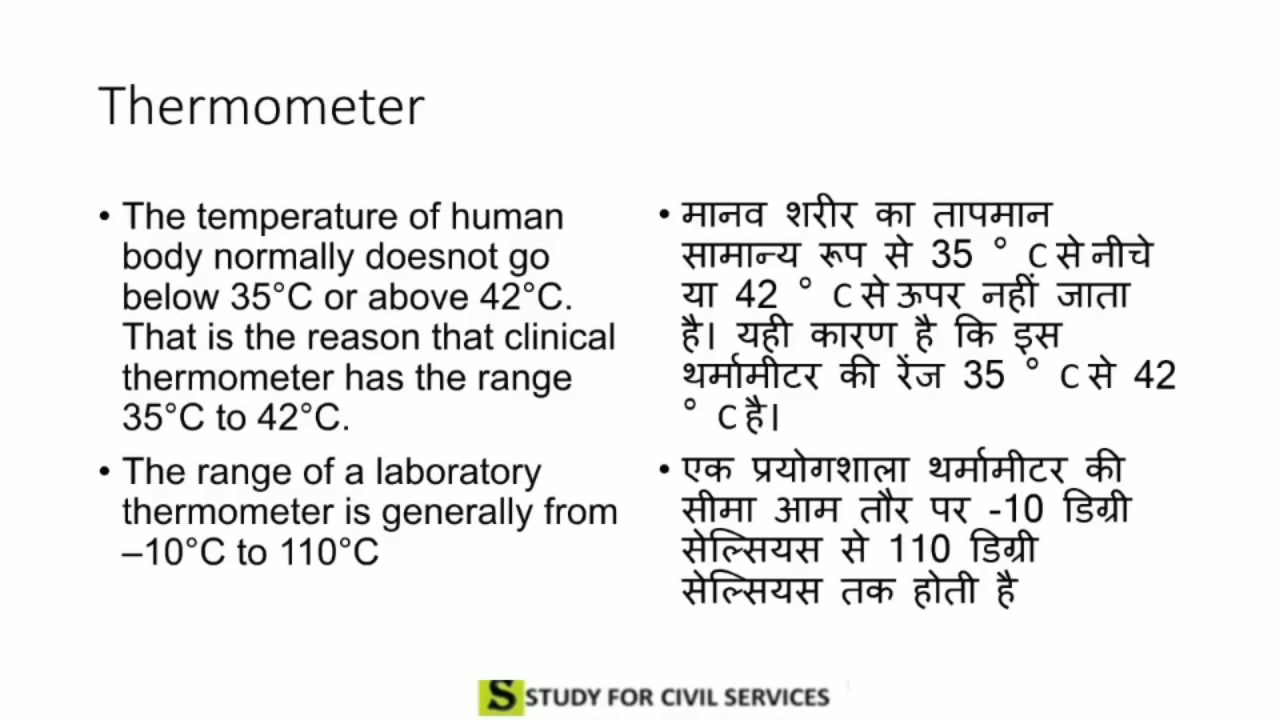 Thermometer
• The temperature of human
body normally doesnot go
below 35°C or above 42°C.
That is the reason that clinical
thermometer has the range
35°C to 42°C.
• The range of a laboratory
thermometer is generally from
–10°C to 110°C
• मानव शरीर का तापमान
सामान्य रूप से 35 ° C से नीचे
या 42 ° C से ऊपर नहीं जाता
है। यही कारण है कि इस
थर्मामीटर की रेंज 35 ° C से 42
° C है।
• एक प्रयोगशाला थर्मामीटर की
सीमा आम तौर पर -10 डिग्री
सेल्सियस से 110 डिग्री
सेल्सियस तक होती है
S STUDY FOR CIVIL SERVICES